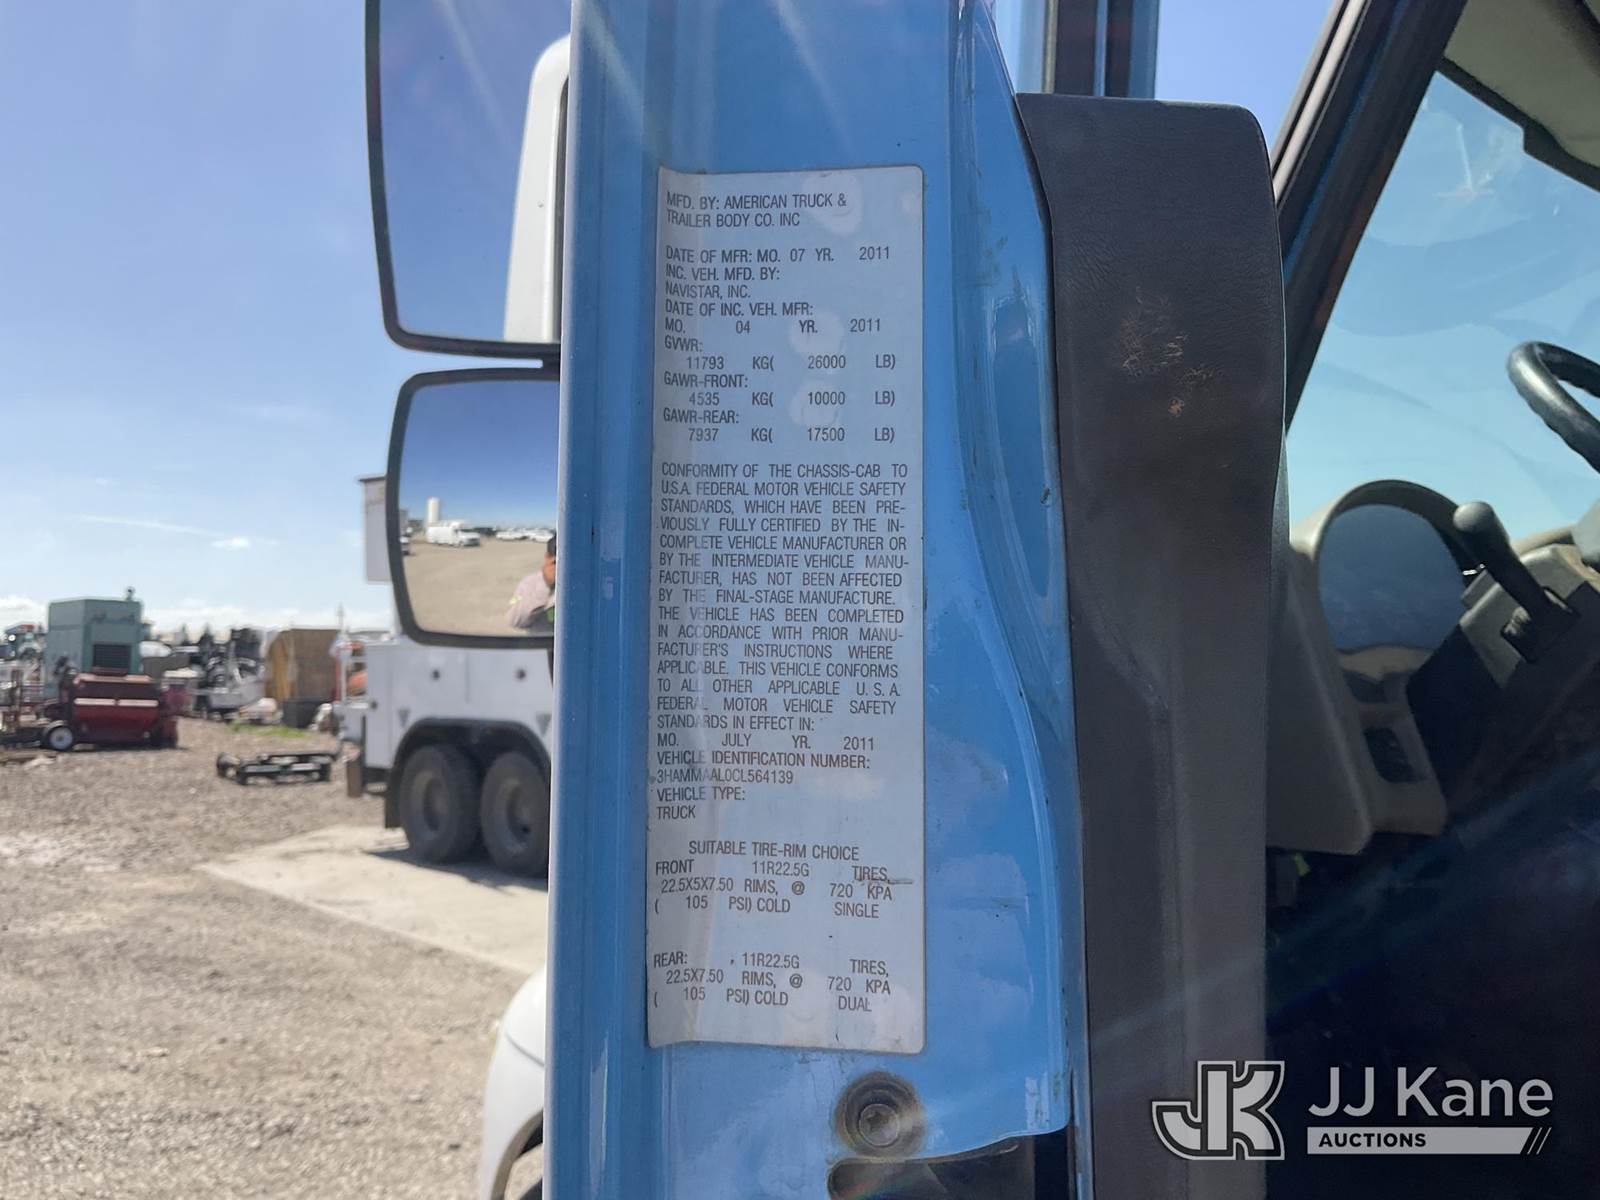 MFD. BY: AMERICAN TRUCK &
TRAILER BODY CO. INC
DATE OF MFR: MO. 07 YR. 2011
INC. VEH. MFD. BY:
NAVISTAR, INC.
DATE OF INC. VEH. MFR:
MO. 04 YR. 2011
GVWR:
11793 KG( 26000 LB)
GAWR-FRONT:
4535 KG( 10000 LB)
GAWR-REAR:
7937 KG( 17500 LB)
CONFORMITY OF THE CHASSIS-CAB TO
U.S.A. FEDERAL MOTOR VEHICLE SAFETY
STANDARDS, WHICH HAVE BEEN PRE-
VIOUSLY FULLY CERTIFIED BY THE IN-
COMPLETE VEHICLE MANUFACTURER OR
BY THE INTERMEDIATE VEHICLE MANU-
FACTURER, HAS NOT BEEN AFFECTED
BY THE FINAL-STAGE MANUFACTURE.
THE VEHICLE HAS BEEN COMPLETED
IN ACCORDANCE WITH PRIOR MANU-
FACTURER'S INSTRUCTIONS WHERE
APPLICABLE. THIS VEHICLE CONFORMS
TO ALL OTHER APPLICABLE U. S. A.
FEDERAL MOTOR VEHICLE SAFETY
STANDARDS IN EFFECT IN:
MO. JULY YR. 2011
VEHICLE IDENTIFICATION NUMBER:
3HAMMAAL0CL564139
VEHICLE TYPE:
TRUCK
SUITABLE TIRE-RIM CHOICE
FRONT 11R22.5G TIRES,
22.5X5X7.50 RIMS, @ 720 KPA
( 105 PSI) COLD SINGLE
REAR: 11R22.5G TIRES,
22.5X7.50 RIMS, @ 720 KPA
( 105 PSI) COLD DUAL
JK JJ Kane
AUCTIONS